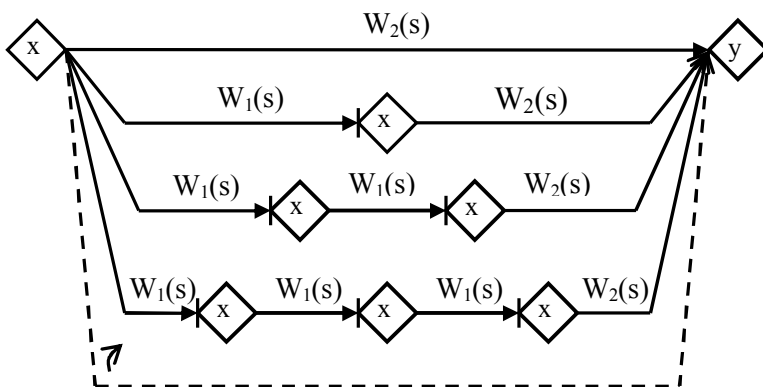 W₂(s)
x y
W₁(s) x W₂(s)
W₁(s) x W₁(s) x W₂(s)
W₁(s) x W₁(s) x W₁(s) x W₂(s)